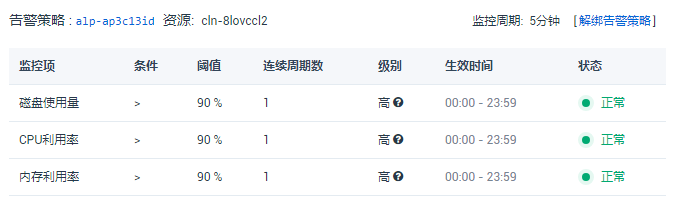 告警策略 : alp-ap3c13id 资源: cln-8lovccl2 监控周期: 5分钟 [解绑告警策略]
监控项 条件 阈值 连续周期数 级别 生效时间 状态
磁盘使用量 > 90 % 1 高 ? 00:00 - 23:59 正常
CPU利用率 > 90 % 1 高 ? 00:00 - 23:59 正常
内存利用率 > 90 % 1 高 ? 00:00 - 23:59 正常